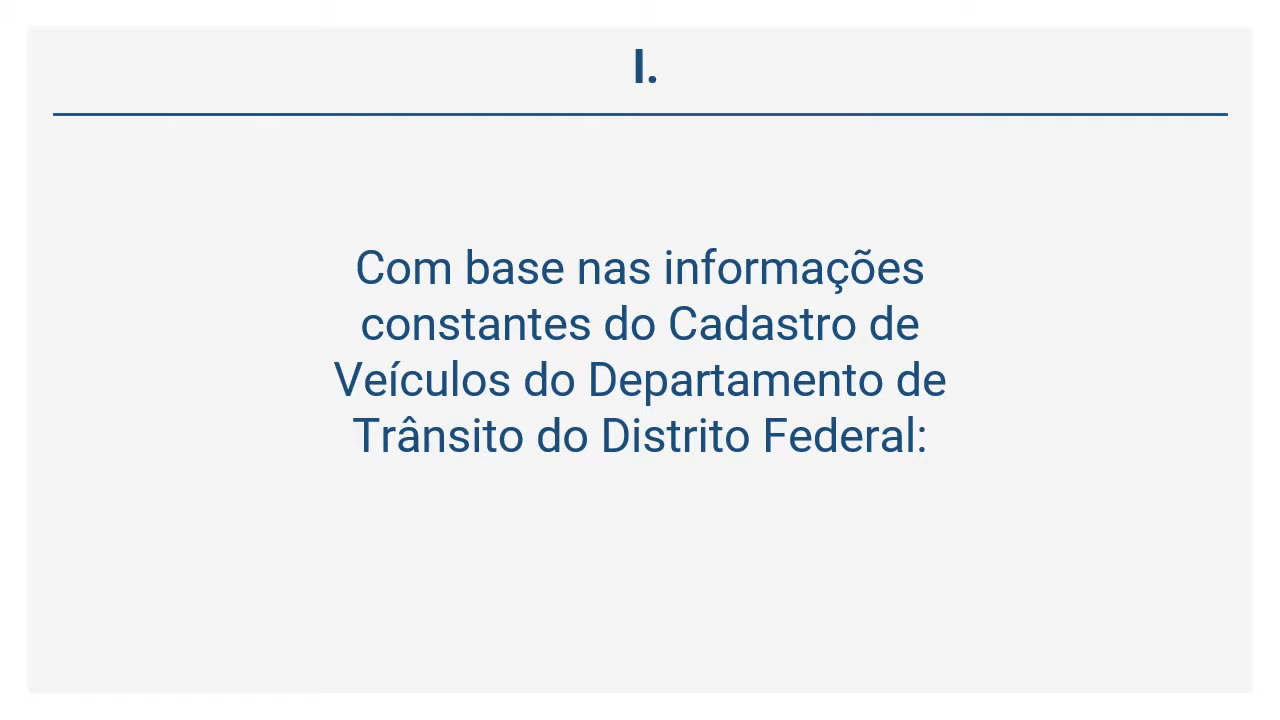 I.
Com base nas informações
constantes do Cadastro de
Veículos do Departamento de
Trânsito do Distrito Federal: